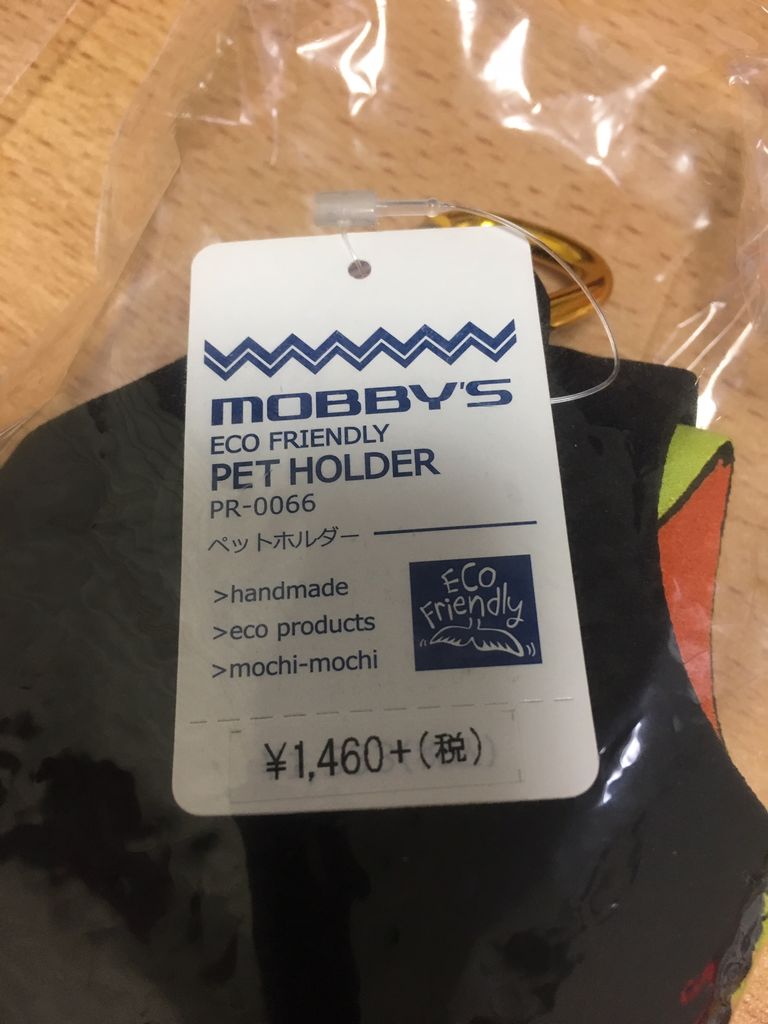 MOBBY'S
ECO FRIENDLY
PET HOLDER
PR-0066
ペットホルダー
>handmade
>eco products
>mochi-mochi
ECO
Friendly
¥1,460+(税)